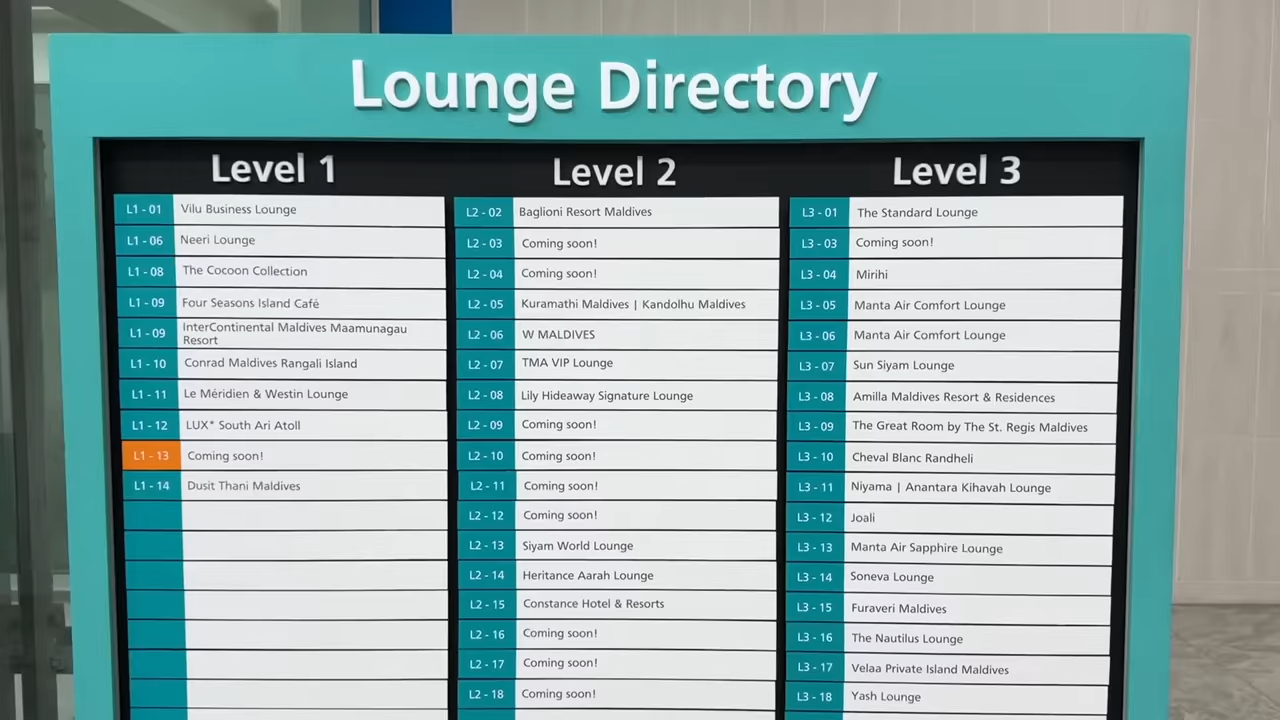 Lounge Directory
Level 1
L1 - 01 Vilu Business Lounge
L1 - 06 Neeri Lounge
L1 - 08 The Cocoon Collection
L1 - 09 Four Seasons Island Café
L1 - 09 InterContinental Maldives Maamunagau
Resort
L1 - 10 Conrad Maldives Rangali Island
L1 - 11 Le Méridien & Westin Lounge
L1 - 12 LUX* South Ari Atoll
L1 - 13 Coming soon!
L1 - 14 Dusit Thani Maldives
Level 2
L2 - 02 Baglioni Resort Maldives
L2 - 03 Coming soon!
L2 - 04 Coming soon!
L2 - 05 Kuramathi Maldives | Kandolhu Maldives
L2 - 06 W MALDIVES
L2 - 07 TMA VIP Lounge
L2 - 08 Lily Hideaway Signature Lounge
L2 - 09 Coming soon!
L2 - 10 Coming soon!
L2 - 11 Coming soon!
L2 - 12 Coming soon!
L2 - 13 Siyam World Lounge
L2 - 14 Heritance Aarah Lounge
L2 - 15 Constance Hotel & Resorts
L2 - 16 Coming soon!
L2 - 17 Coming soon!
L2 - 18 Coming soon!
Level 3
L3 - 01 The Standard Lounge
L3 - 03 Coming soon!
L3 - 04 Mirihi
L3 - 05 Manta Air Comfort Lounge
L3 - 06 Manta Air Comfort Lounge
L3 - 07 Sun Siyam Lounge
L3 - 08 Amilla Maldives Resort & Residences
L3 - 09 The Great Room by The St. Regis Maldives
L3 - 10 Cheval Blanc Randheli
L3 - 11 Niyama | Anantara Kihavah Lounge
L3 - 12 Joali
L3 - 13 Manta Air Sapphire Lounge
L3 - 14 Soneva Lounge
L3 - 15 Furaveri Maldives
L3 - 16 The Nautilus Lounge
L3 - 17 Velaa Private Island Maldives
L3 - 18 Yash Lounge